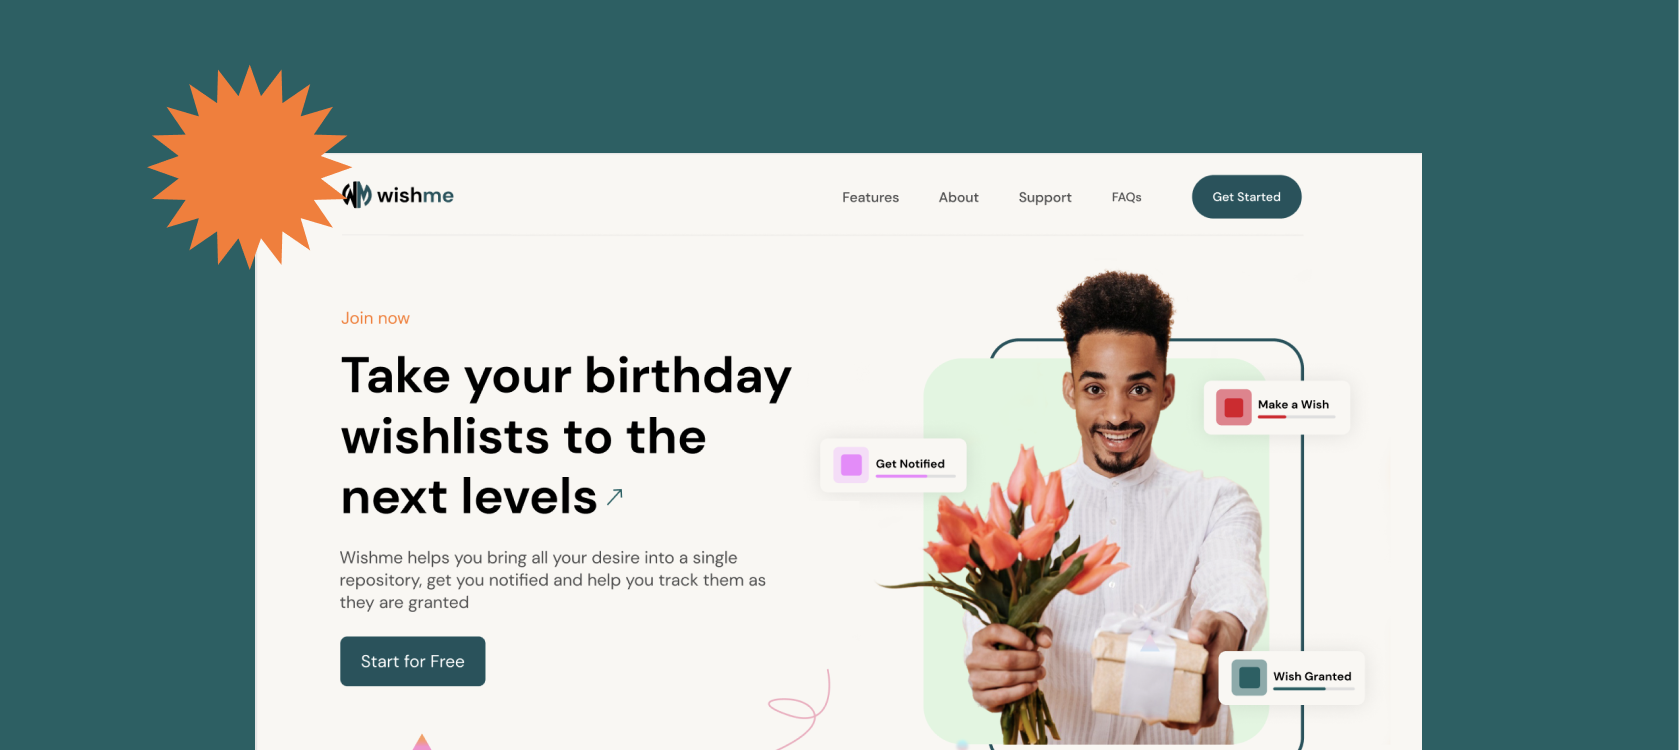 wishme
Features
About
Support
FAQs
Get Started
Join now
Take your birthday
wishlists to the
next levels
Wishme helps you bring all your desire into a single
repository, get you notified and help you track them as
they are granted
Start for Free
Make a Wish
Get Notified
Wish Granted